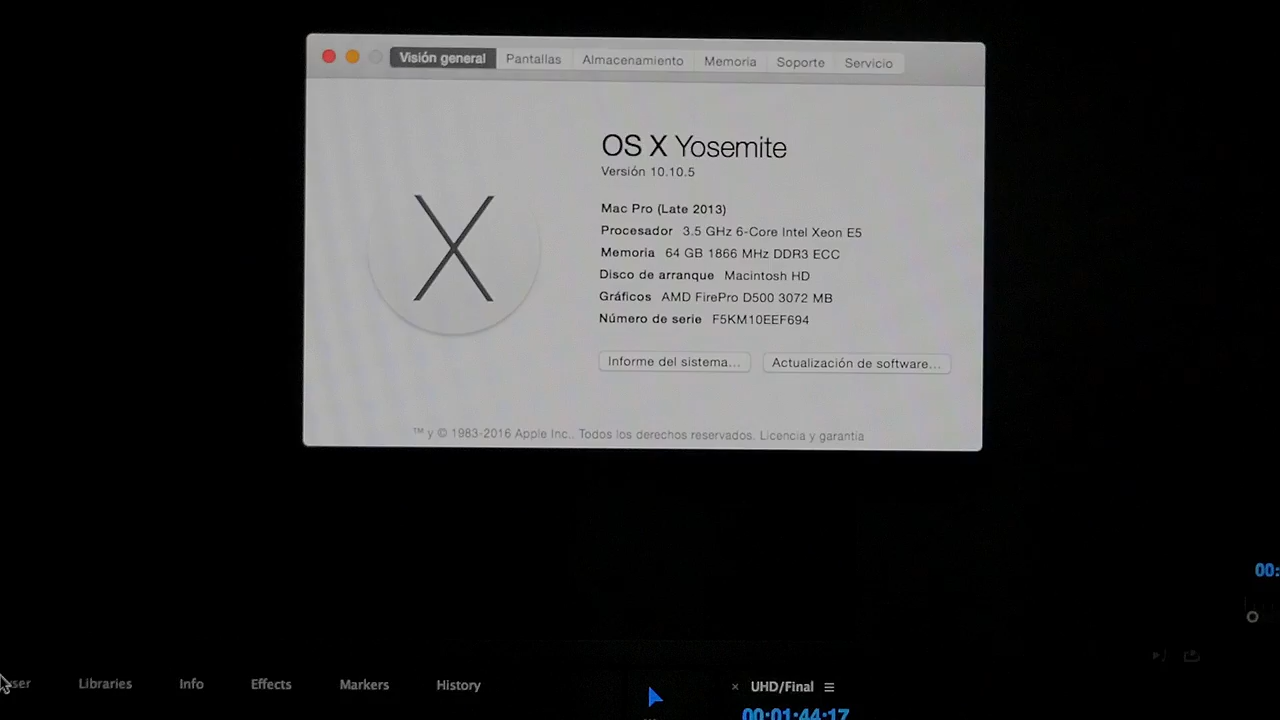 Visión general Pantallas Almacenamiento Memoria Soporte Servicio
OS X Yosemite
Versión 10.10.5
Mac Pro (Late 2013)
Procesador 3.5 GHz 6-Core Intel Xeon E5
Memoria 64 GB 1866 MHz DDR3 ECC
Disco de arranque Macintosh HD
Gráficos AMD FirePro D500 3072 MB
Número de serie F5KM10EEF694
Informe del sistema... Actualización de software...
™ y © 1983-2016 Apple Inc.. Todos los derechos reservados. Licencia y garantía
00:
Libraries Info Effects Markers History
× UHD/Final ≡
00:01:44:17